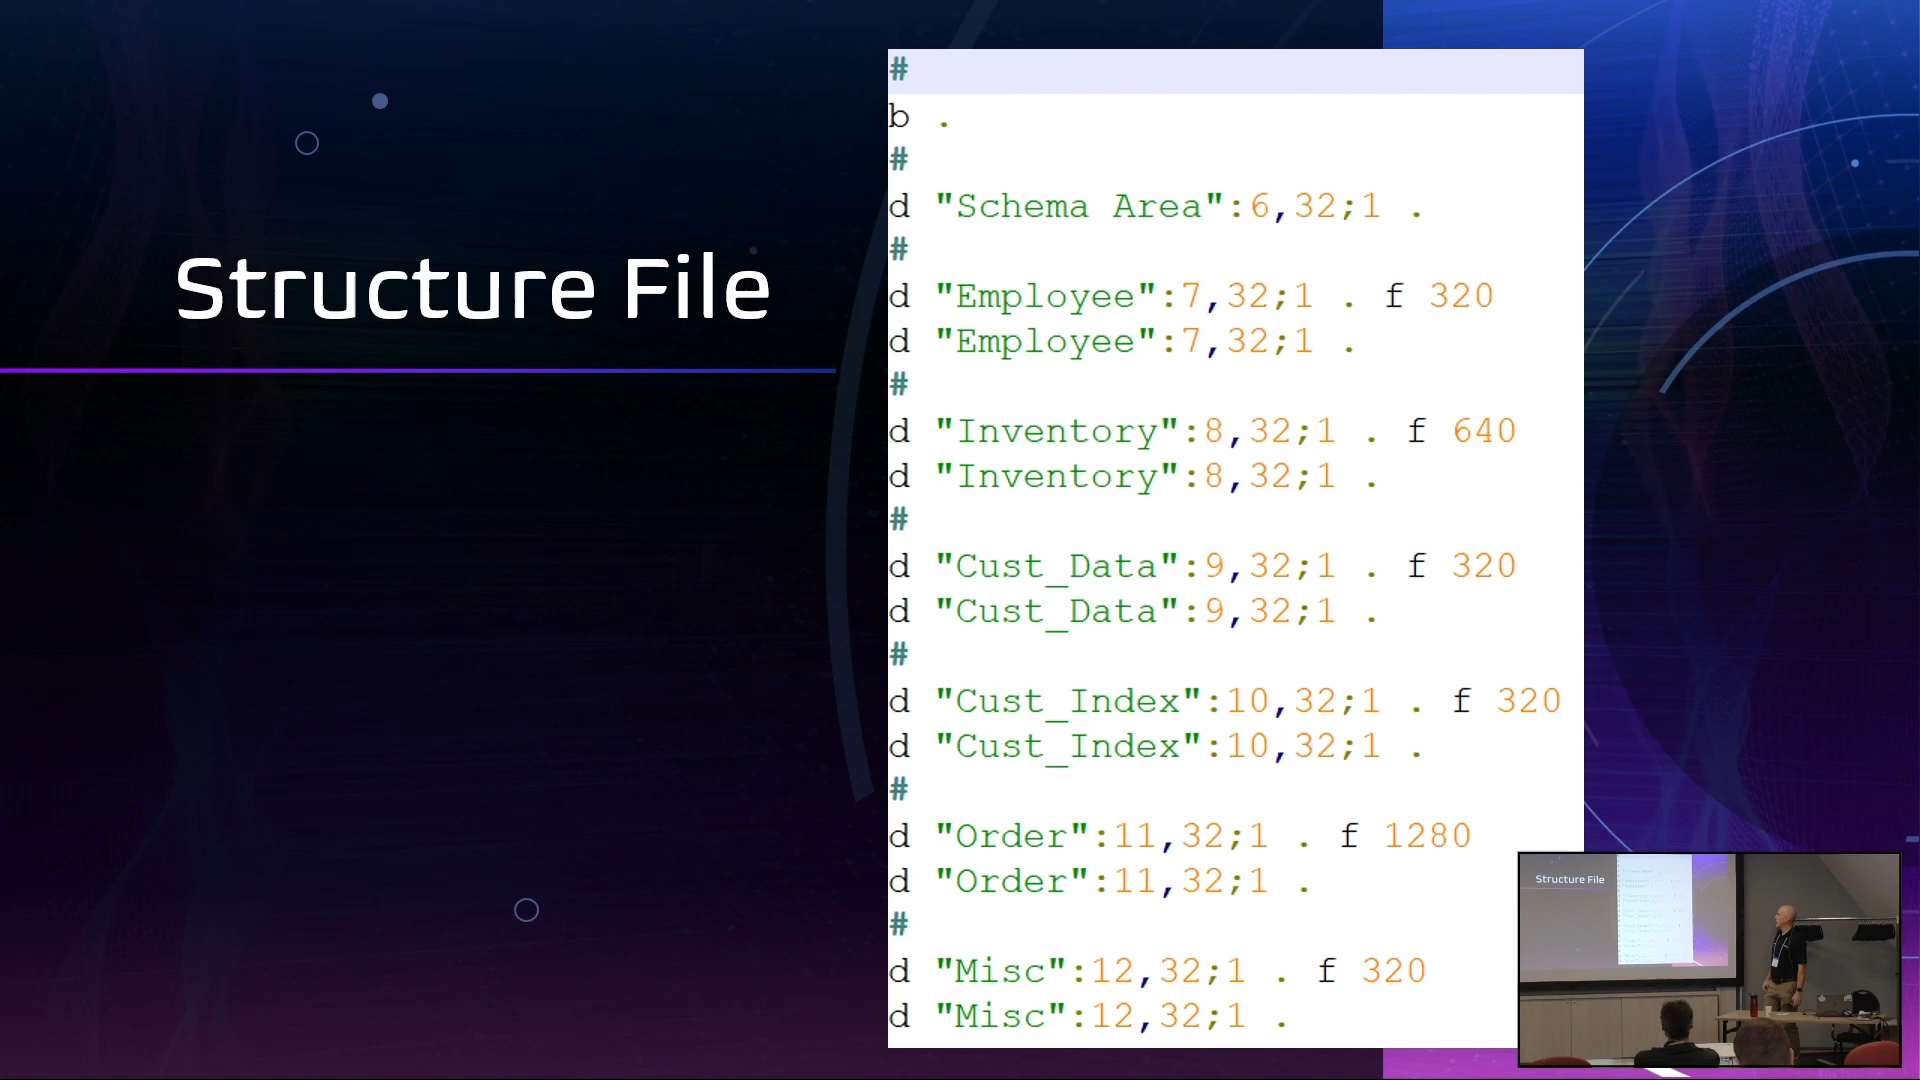 Structure File
#
b .
#
d "Schema Area":6,32;1 .
#
d "Employee":7,32;1 . f 320
d "Employee":7,32;1 .
#
d "Inventory":8,32;1 . f 640
d "Inventory":8,32;1 .
#
d "Cust_Data":9,32;1 . f 320
d "Cust_Data":9,32;1 .
#
d "Cust_Index":10,32;1 . f 320
d "Cust_Index":10,32;1 .
#
d "Order":11,32;1 . f 1280
d "Order":11,32;1 .
#
d "Misc":12,32;1 . f 320
d "Misc":12,32;1 .
Structure File